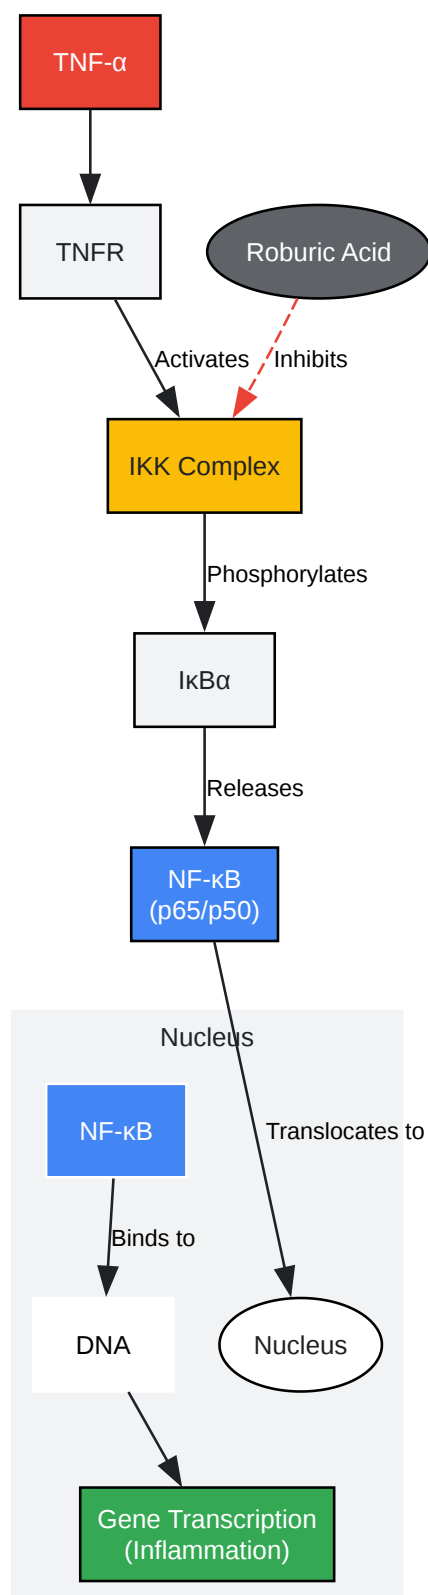 TNF-α
TNFR
Roburic Acid
Activates
Inhibits
IKK Complex
Phosphorylates
IκBα
Releases
NF-κB
(p65/p50)
Nucleus
NF-κB
Translocates to
Binds to
DNA
Nucleus
Gene Transcription
(Inflammation)